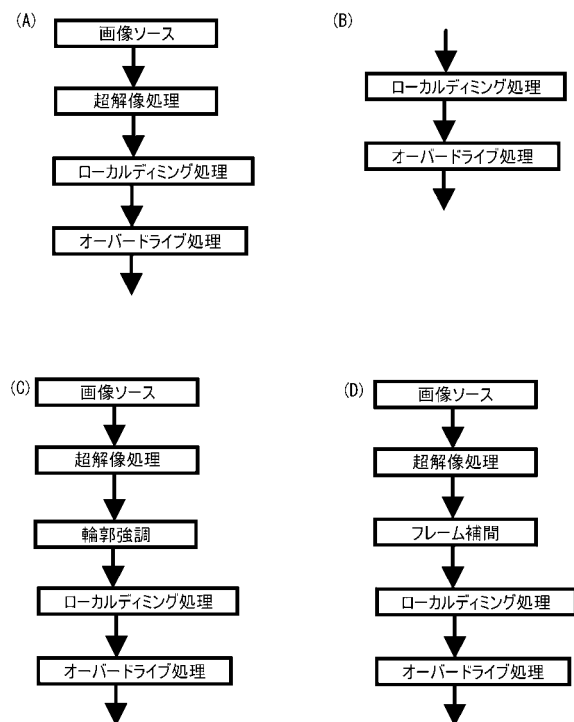 (A)
画像ソース
超解像処理
ローカルディミング処理
オーバードライブ処理
(B)
ローカルディミング処理
オーバードライブ処理
(C)
画像ソース
超解像処理
輪郭強調
ローカルディミング処理
オーバードライブ処理
(D)
画像ソース
超解像処理
フレーム補間
ローカルディミング処理
オーバードライブ処理